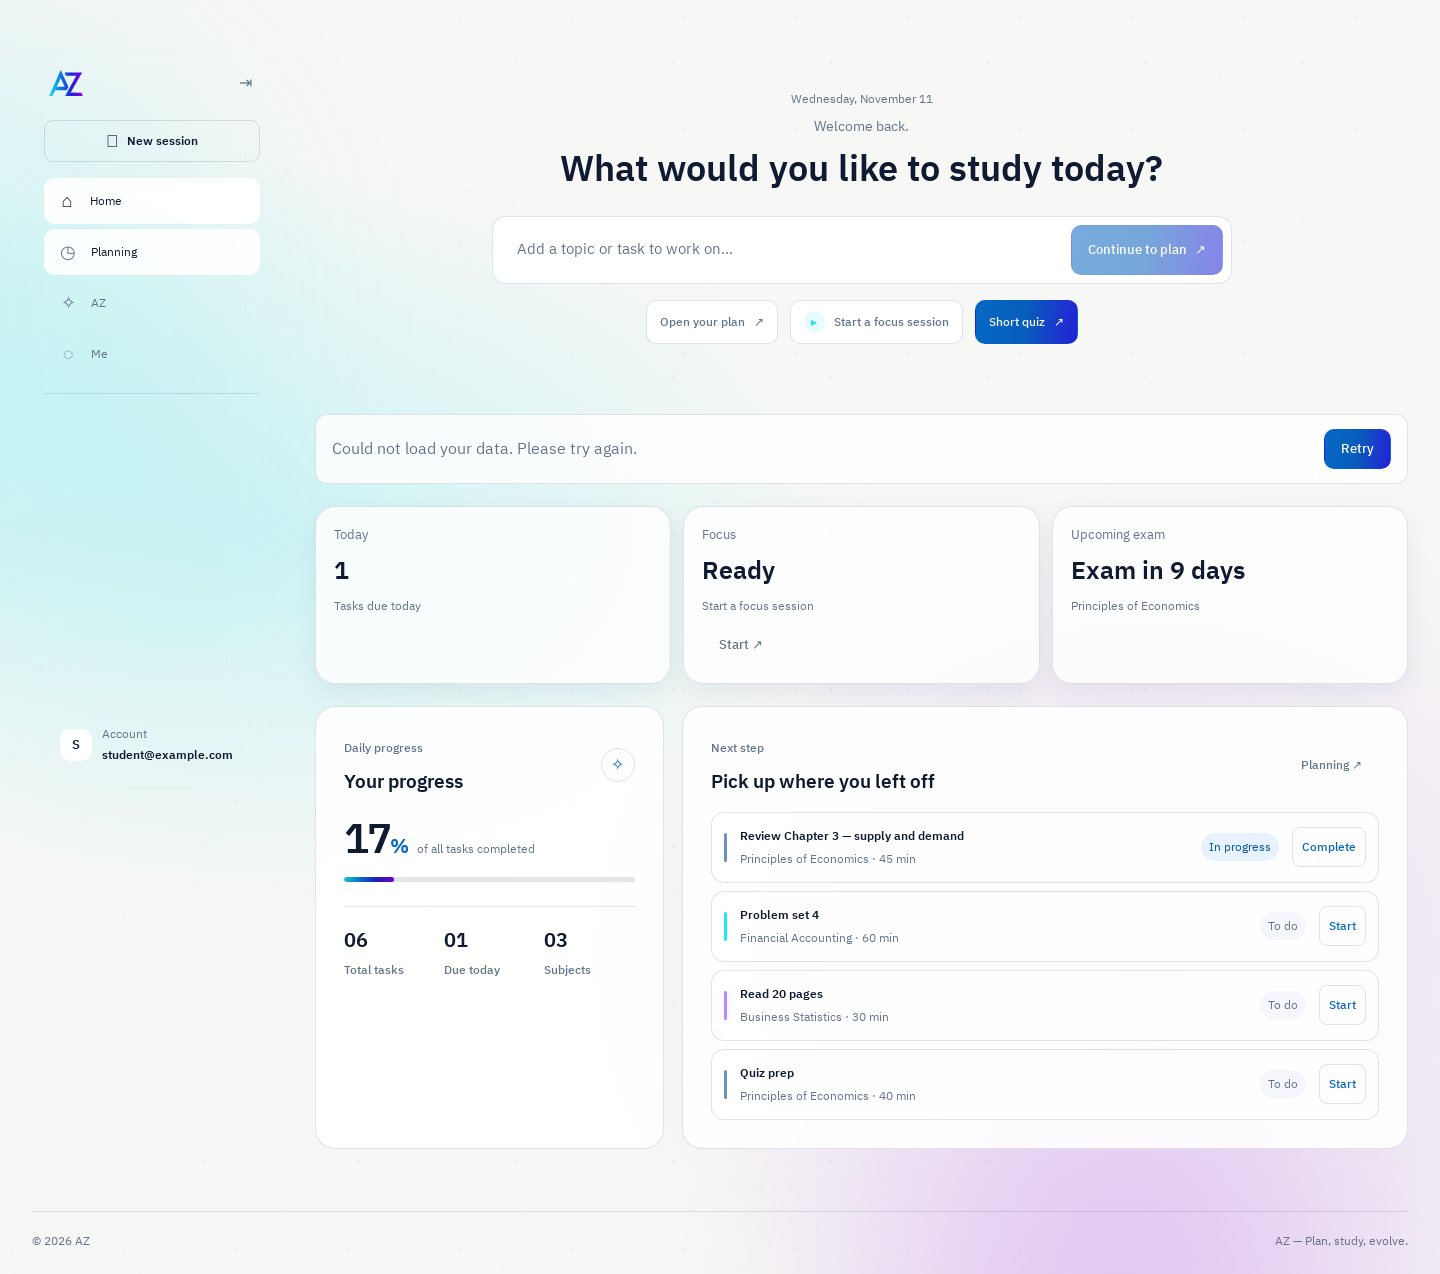 AZ
New session
Home
Planning
AZ
Me
Account
S
student@example.com
Wednesday, November 11
Welcome back.
What would you like to study today?
Add a topic or task to work on...
Continue to plan ↗
Open your plan ↗
Start a focus session
Short quiz ↗
Could not load your data. Please try again.
Retry
Today
1
Tasks due today
Focus
Ready
Start a focus session
Start ↗
Upcoming exam
Exam in 9 days
Principles of Economics
Daily progress
Your progress
17% of all tasks completed
06
Total tasks
01
Due today
03
Subjects
Next step
Pick up where you left off
Planning ↗
Review Chapter 3 — supply and demand
Principles of Economics · 45 min
In progress
Complete
Problem set 4
Financial Accounting · 60 min
To do
Start
Read 20 pages
Business Statistics · 30 min
To do
Start
Quiz prep
Principles of Economics · 40 min
To do
Start
© 2026 AZ
AZ — Plan, study, evolve.